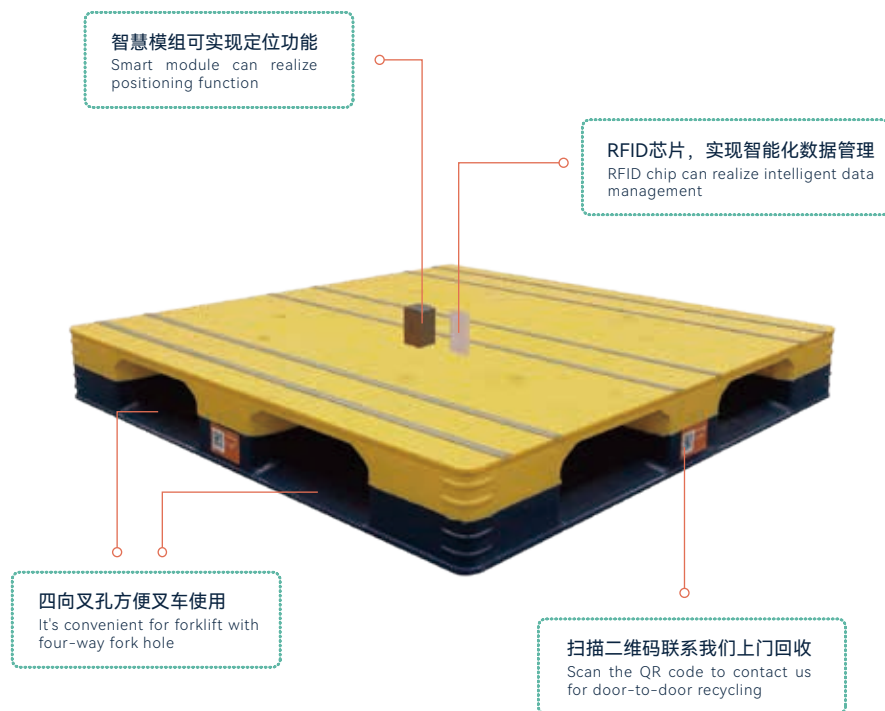 智慧模组可实现定位功能
Smart module can realize
positioning function
RFID芯片，实现智能化数据管理
RFID chip can realize intelligent data
management
四向叉孔方便叉车使用
It's convenient for forklift with
four-way fork hole
扫描二维码联系我们上门回收
Scan the QR code to contact us
for door-to-door recycling